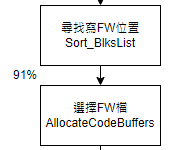 尋找寫FW位置
Sort_BlksList
91%
選擇FW檔
AllocateCodeBuffers